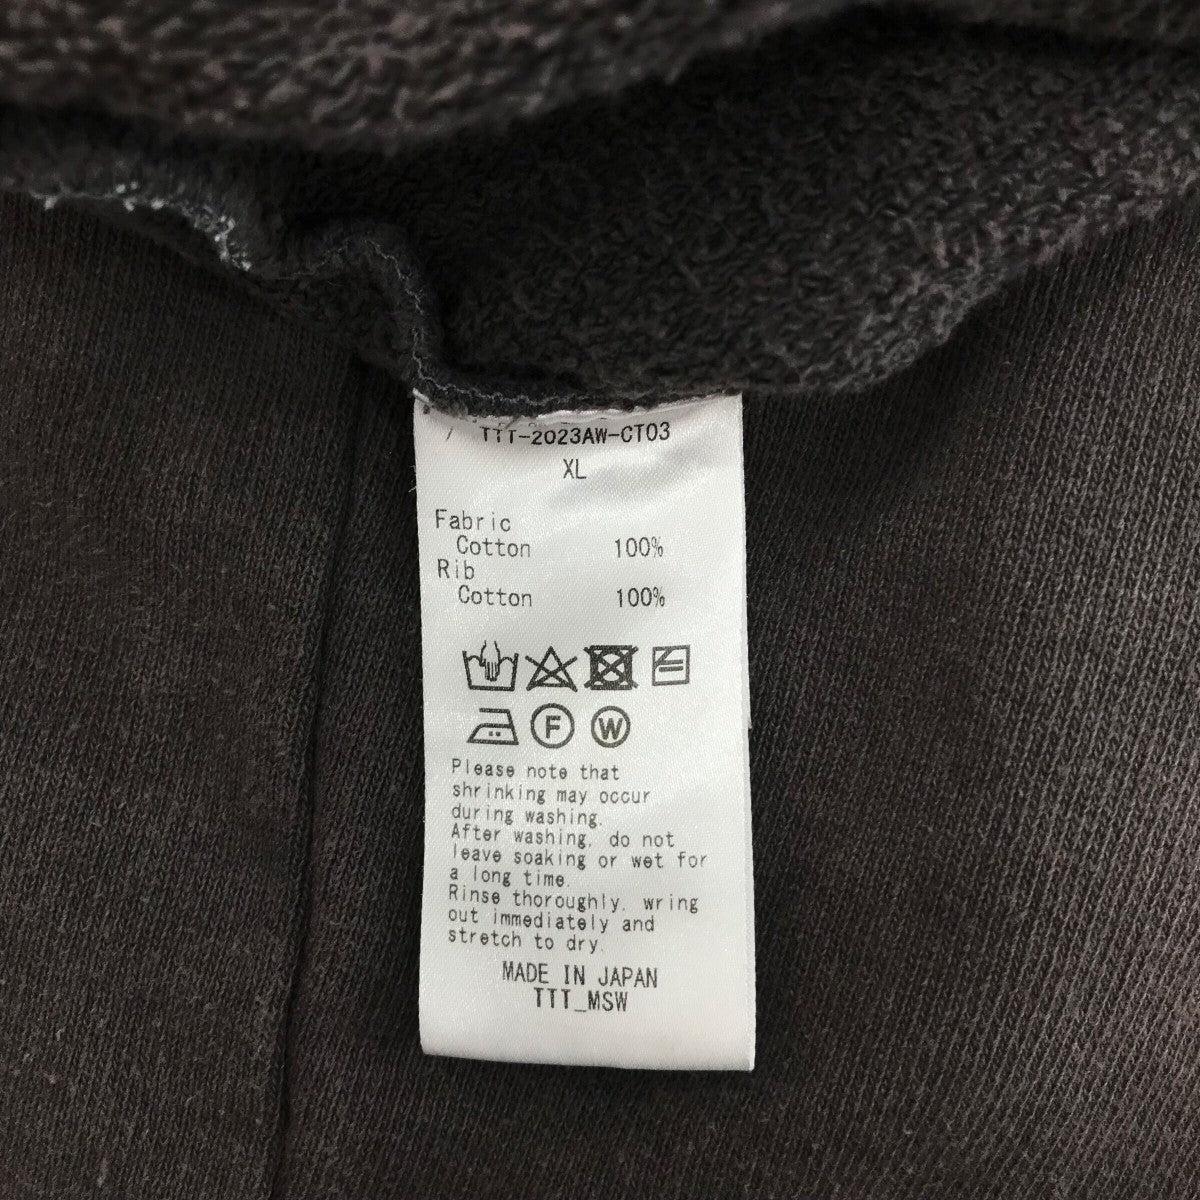 TTT-2023AW-CT03
XL
Fabric
Cotton 100%
Rib
Cotton 100%
F W
Please note that
shrinking may occur
during washing.
After washing, do not
leave soaking or wet for
a long time.
Rinse thoroughly, wring
out immediately and
stretch to dry.
MADE IN JAPAN
TTT_MSW